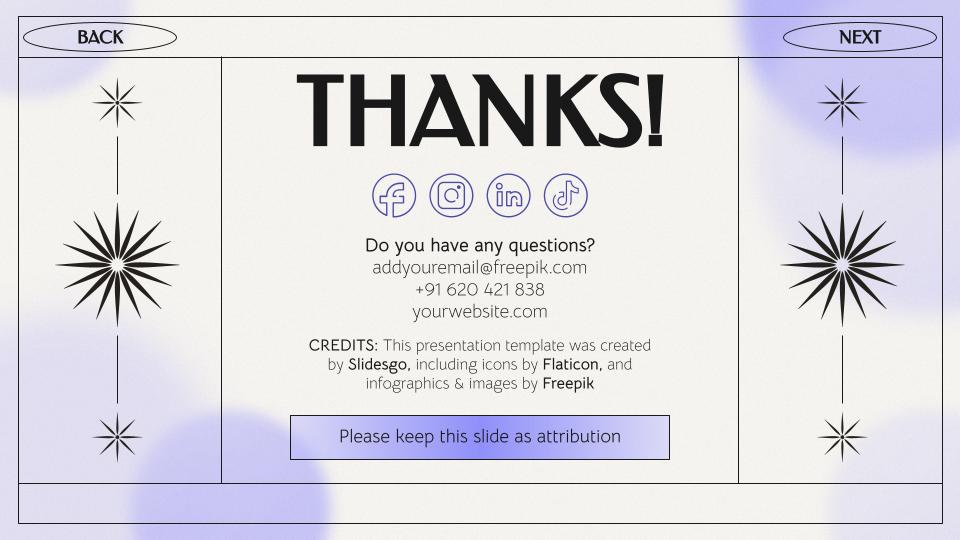 BACK
NEXT
THANKS!
Do you have any questions?
addyouremail@freepik.com
+91 620 421 838
yourwebsite.com
CREDITS: This presentation template was created
by Slidesgo, including icons by Flaticon, and
infographics & images by Freepik
Please keep this slide as attribution